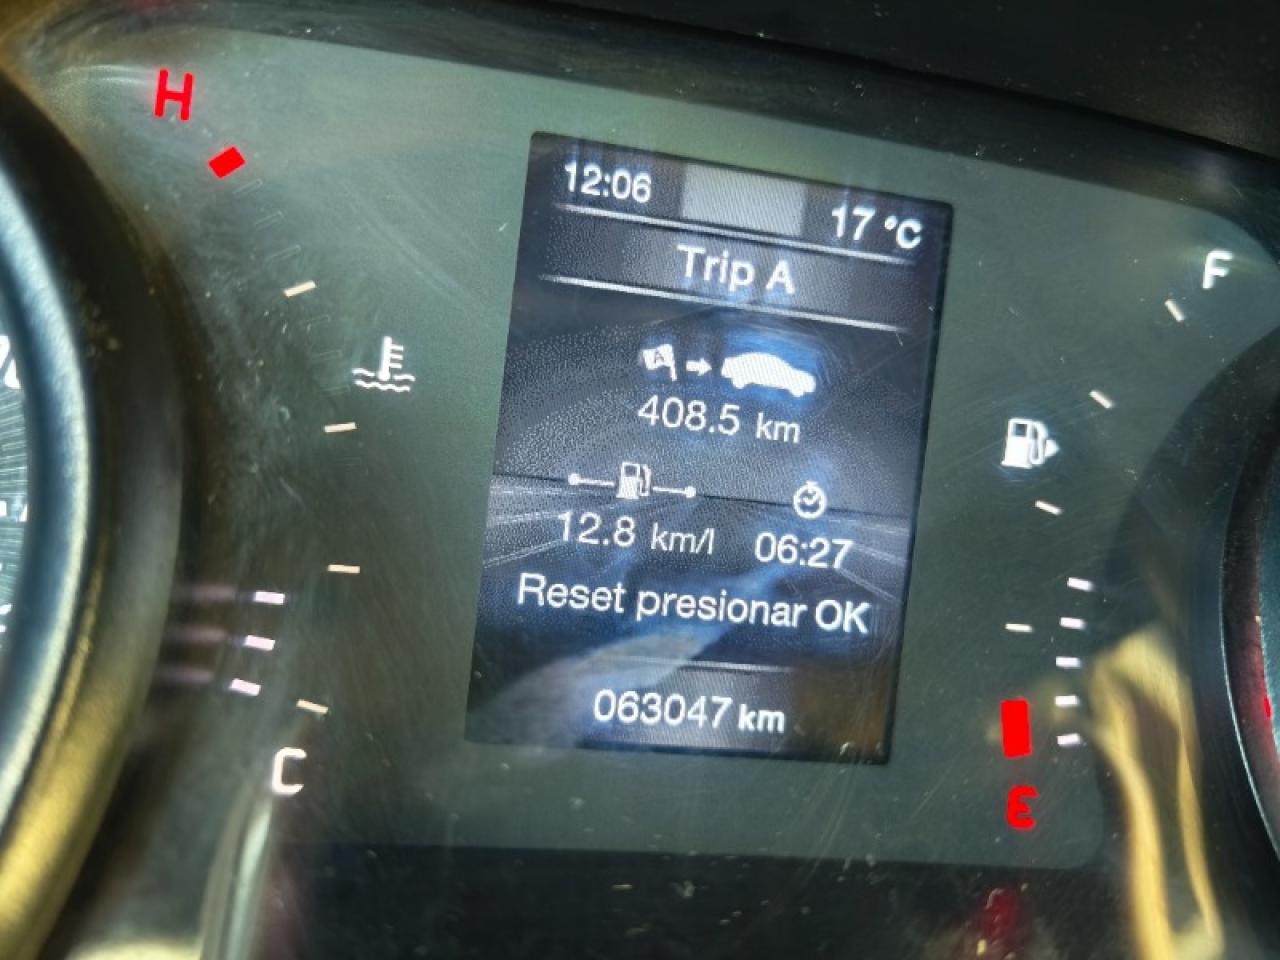 H
12:06
17 °C
Trip A
F
A
408.5 km
12.8 km/l
06:27
Reset presionar OK
063047 km
C
E